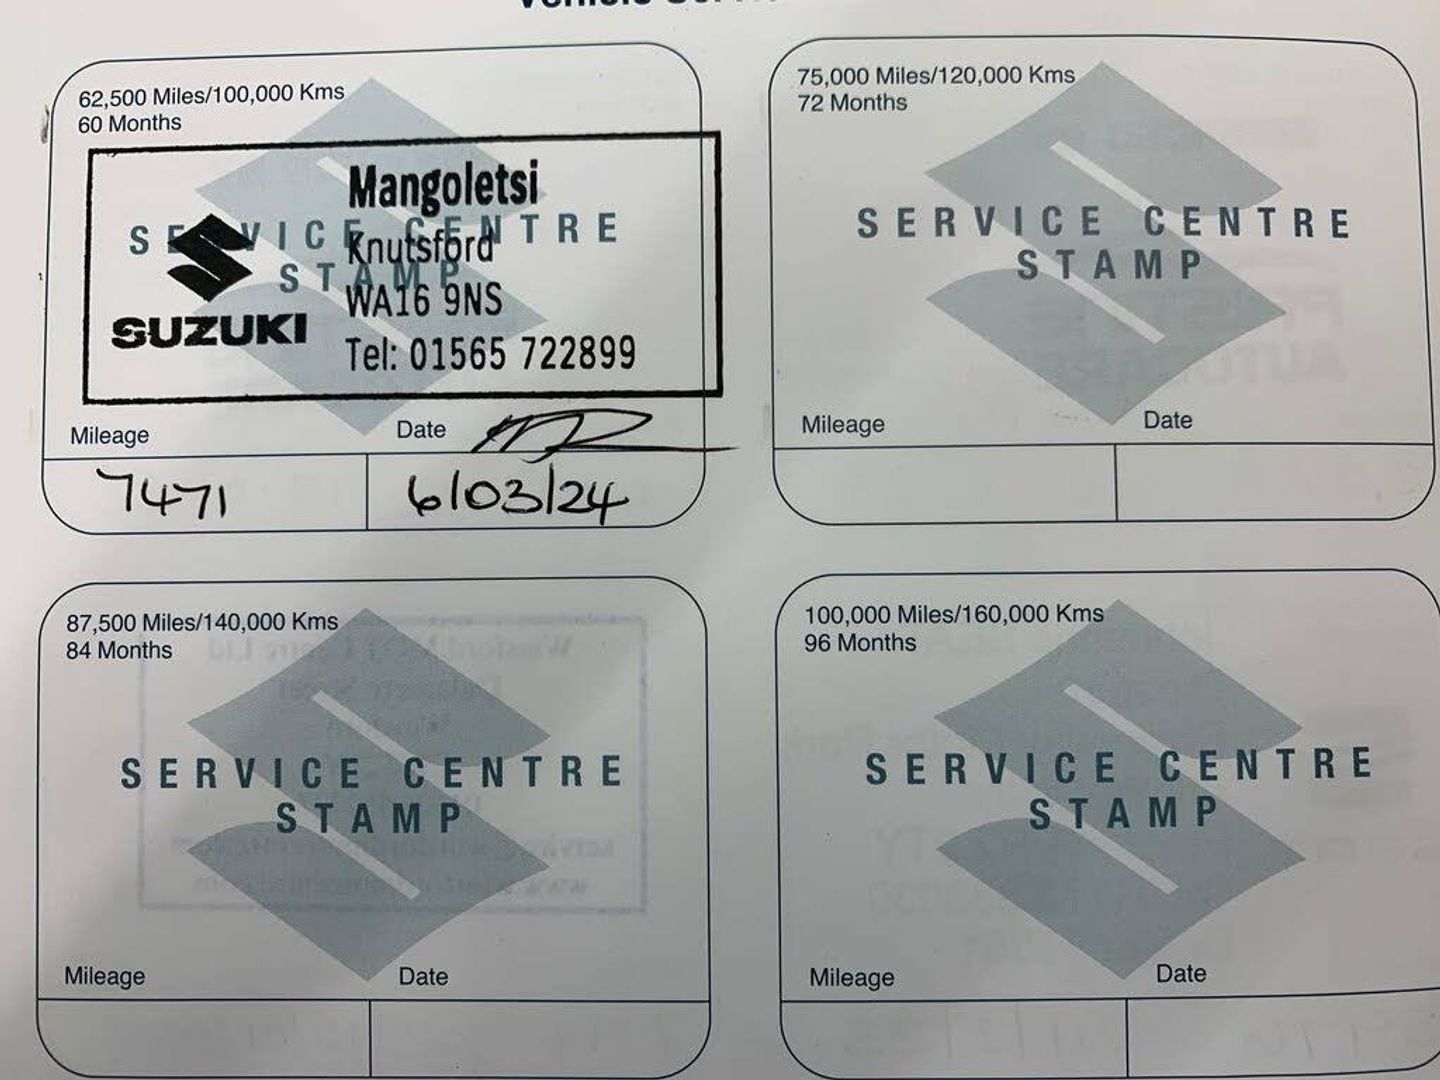 62,500 Miles/100,000 Kms
60 Months
SERVICE CENTRE
STAMP
Mangoletsi
Knutsford
WA16 9NS
Tel: 01565 722899
SUZUKI
Mileage
Date
7471
6/03/24
75,000 Miles/120,000 Kms
72 Months
SERVICE CENTRE
STAMP
Mileage
Date
87,500 Miles/140,000 Kms
84 Months
SERVICE CENTRE
STAMP
Mileage
Date
100,000 Miles/160,000 Kms
96 Months
SERVICE CENTRE
STAMP
Mileage
Date